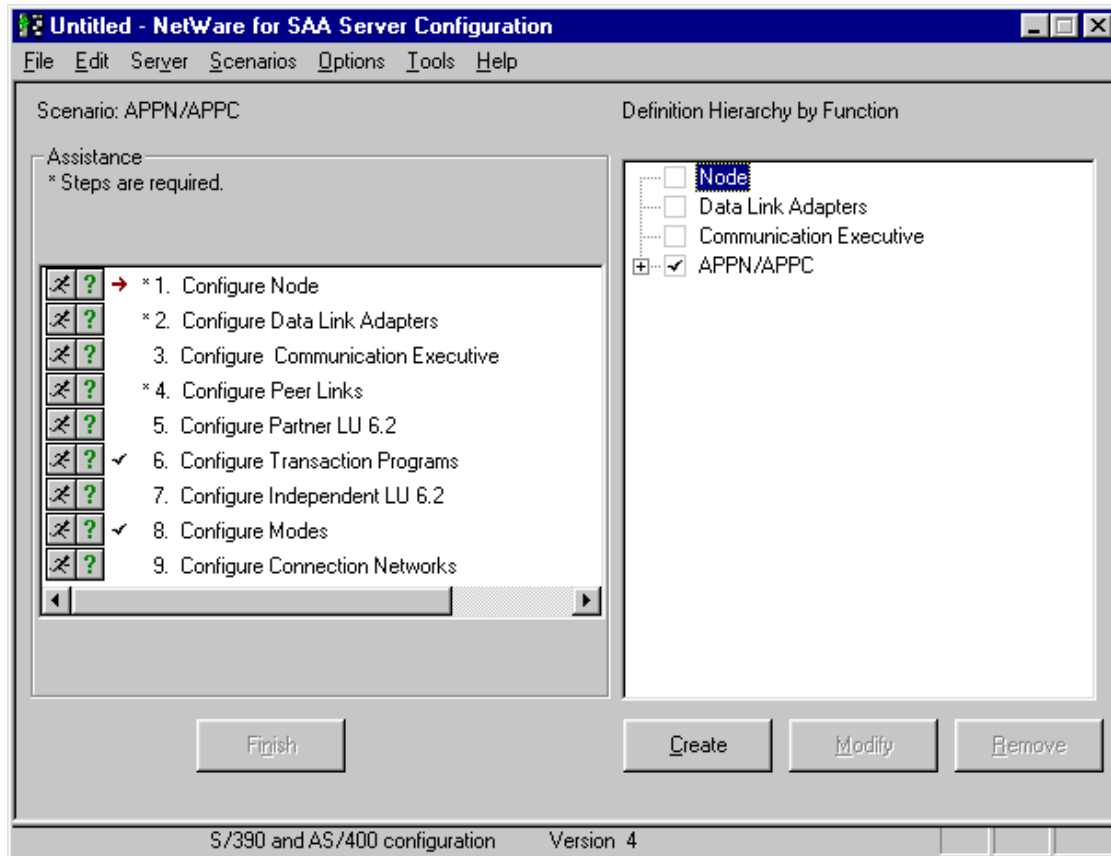 Untitled - NetWare for SAA Server Configuration
File Edit Server Scenarios Options Tools Help
Scenario: APPN/APPC
Definition Hierarchy by Function
Assistance
* Steps are required.
Node
Data Link Adapters
Communication Executive
APPN/APPC
? * 1. Configure Node
? * 2. Configure Data Link Adapters
? 3. Configure Communication Executive
? * 4. Configure Peer Links
? 5. Configure Partner LU 6.2
? 6. Configure Transaction Programs
? 7. Configure Independent LU 6.2
? 8. Configure Modes
? 9. Configure Connection Networks
Finish
Create
Modify
Remove
S/390 and AS/400 configuration Version 4